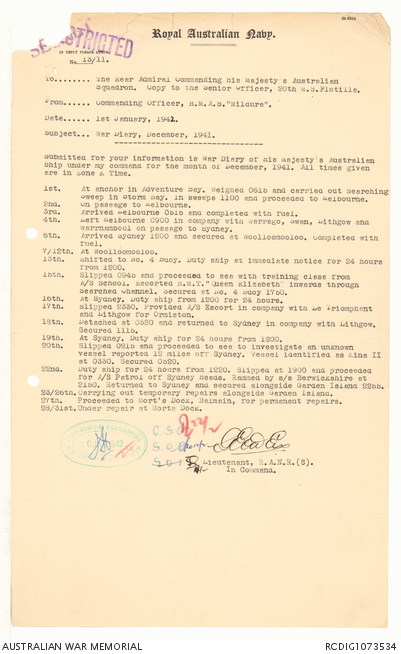 RESTRICTED
Royal Australian Navy.
IN REPLY PLEASE QUOTE
No. 15/11.
To....... The Rear Admiral Commanding His Majesty's Australian
Squadron. Copy to the Senior Officer, 20th M.S. Flotilla.
From..... Commanding Officer, H.M.A.S."Mildura".
Date..... 1st January, 1942.
Subject... War Diary, December, 1941.
Submitted for your information is War Diary of His Majesty's Australian
Ship under my command for the month of December, 1941. All times given
are in Zone K Time.
1st. At anchor in Adventure Bay. Weighed 0515 and carried out Searching
Sweep in Storm Bay. In sweeps 1100 and proceeded to Melbourne.
2nd. On passage to Melbourne.
3rd. Arrived Melbourne 0815 and completed with fuel.
4th. Left Melbourne 0900 in company with Warrego, Swan, Lithgow and
Warrnambool on passage to Sydney.
6th. Arrived Sydney 1200 and secured at Woolloomooloo. Completed with
fuel.
7/12th. At Woolloomooloo.
13th. Shifted to No. 4 buoy. Duty ship at immediate notice for 24 hours
from 1200.
15th. Slipped 0945 and proceeded to sea with training class from
A/S School. Escorted H.M.T."Queen Elizabeth" inwards through
Searched Channel. Secured at No. 4 buoy 1750.
16th. At Sydney. Duty ship from 1200 for 24 hours.
17th. Slipped 2330. Provided A/S Escort in company with Le Triomphant
and Lithgow for Ormiston.
18th. Detached at 0520 and returned to Sydney in company with Lithgow.
Secured 1115.
19th. At Sydney. Duty ship for 24 hours from 1200.
20th. Slipped 0215 and proceeded to sea to investigate an unknown
vessel reported 12 miles off Sydney. Vessel identified as Mina II
at 0330. Secured 0520.
22nd. Duty ship for 24 hours from 1220. Slipped at 1900 and proceeded
for A/S Patrol off Sydney Heads. Rammed by s/s Berwickshire at
2150. Returned to Sydney and secured alongside Garden Island 2255.
23/26th. Carrying out temporary repairs alongside Garden Island.
27th. Proceeded to Mort's Dock, Balmain, for permanent repairs.
28/31st. Under repair at Morts Dock.
1942
Lieutenant, R.A.N.R.(S).
In Command.
AUSTRALIAN WAR MEMORIAL
RCDIG1073534